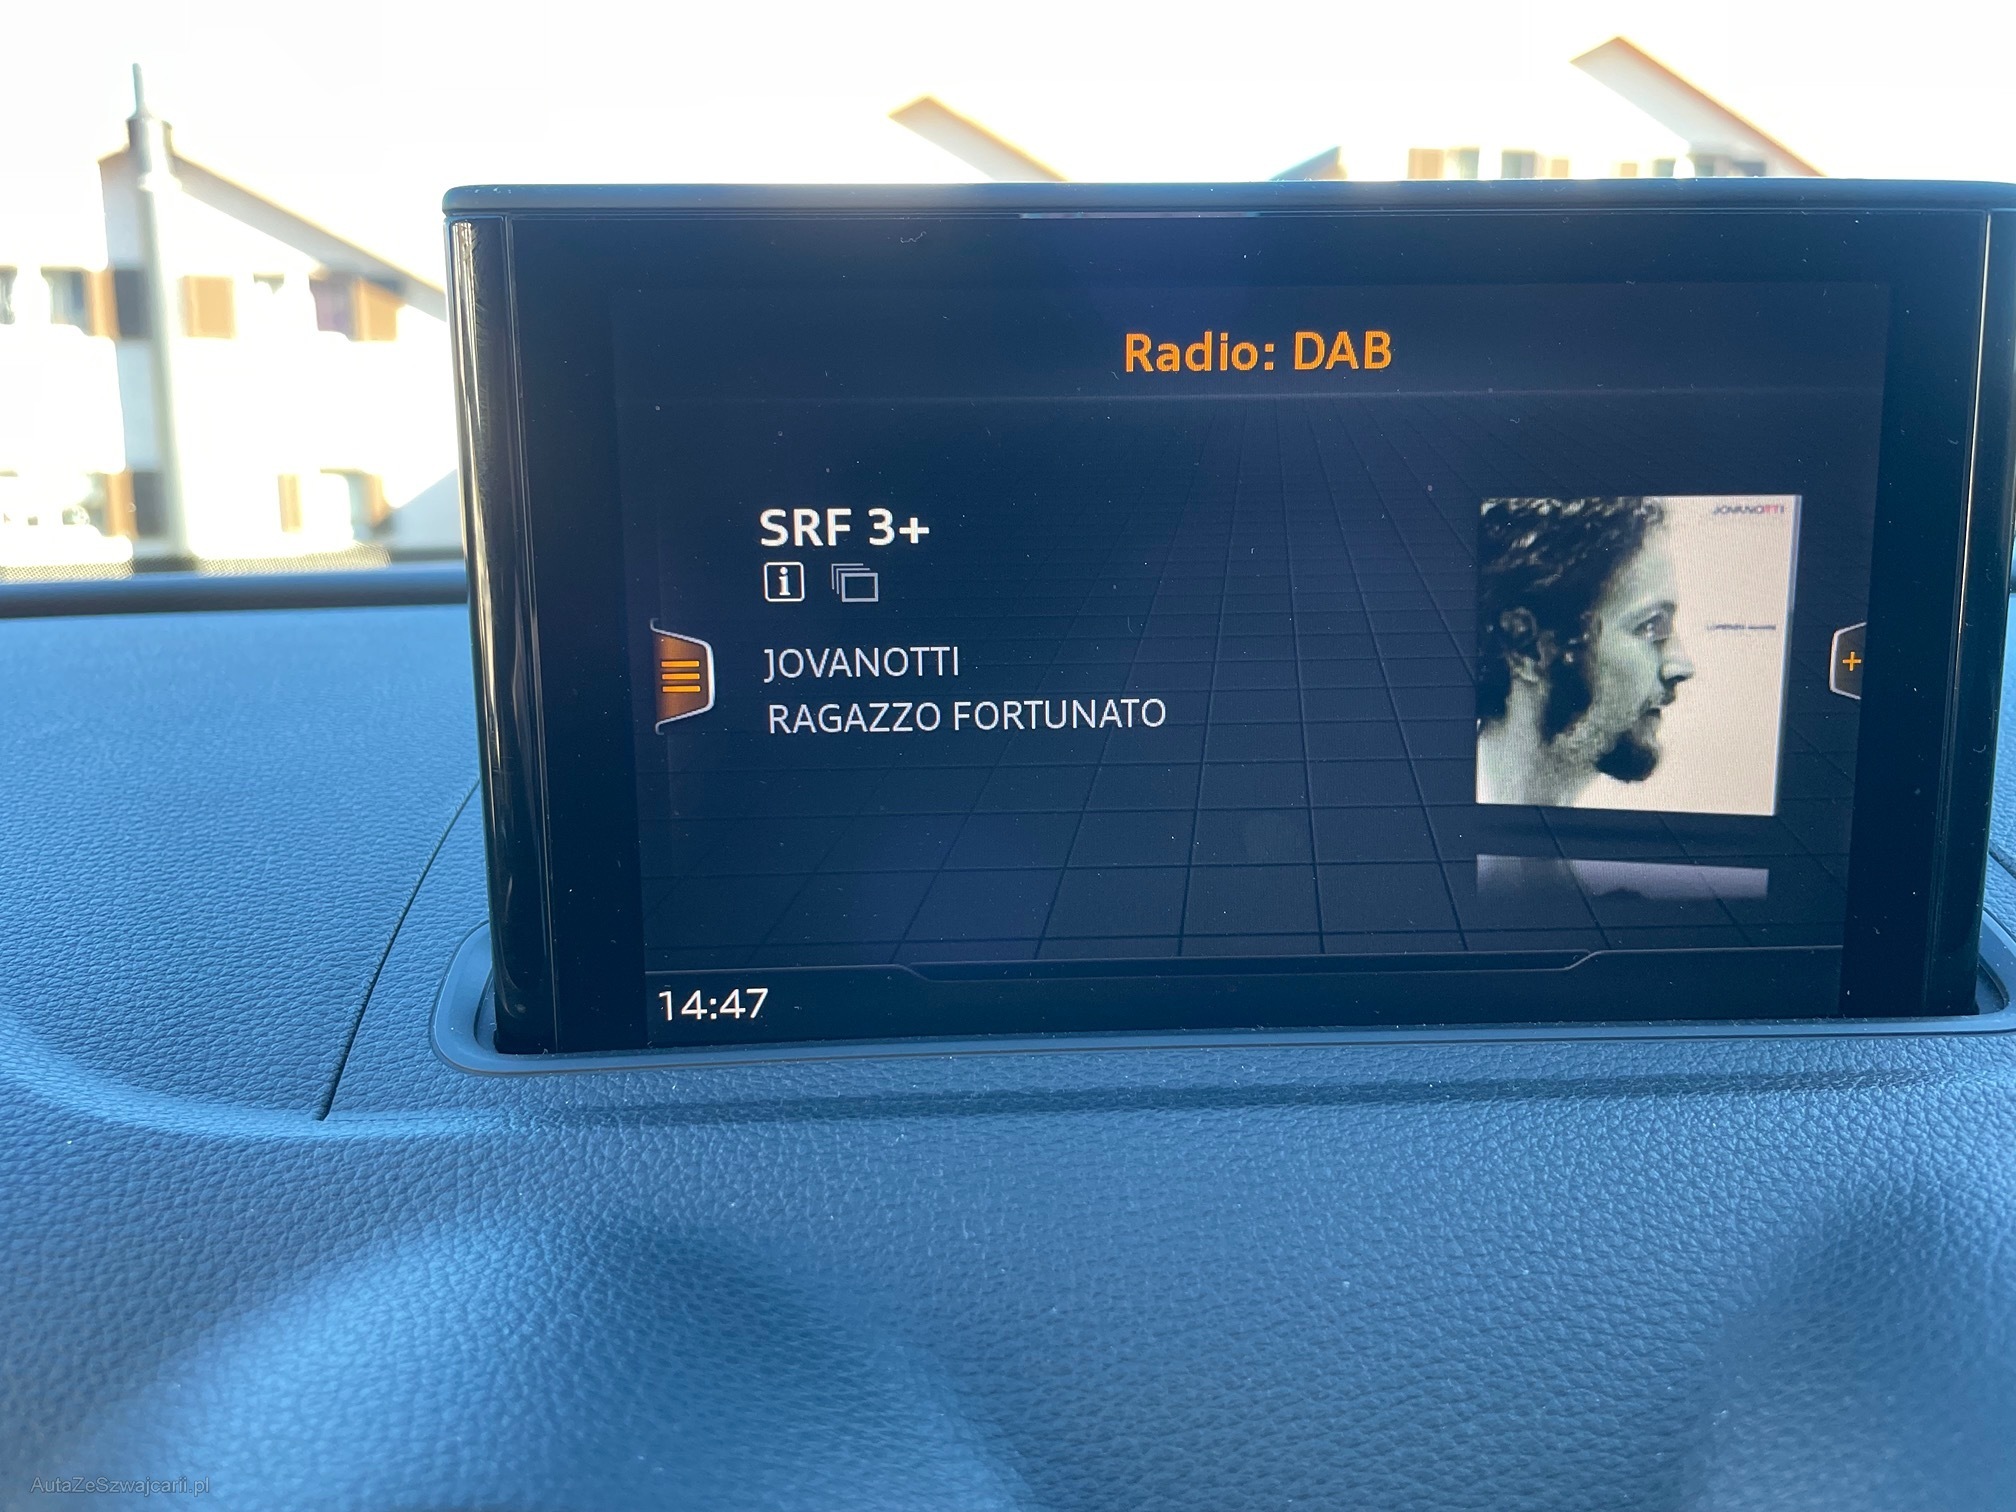 Radio: DAB
SRF 3+
JOVANOTTI
JOVANOTTI
RAGAZZO FORTUNATO
14:47
AutaZeSzwajcarii.pl